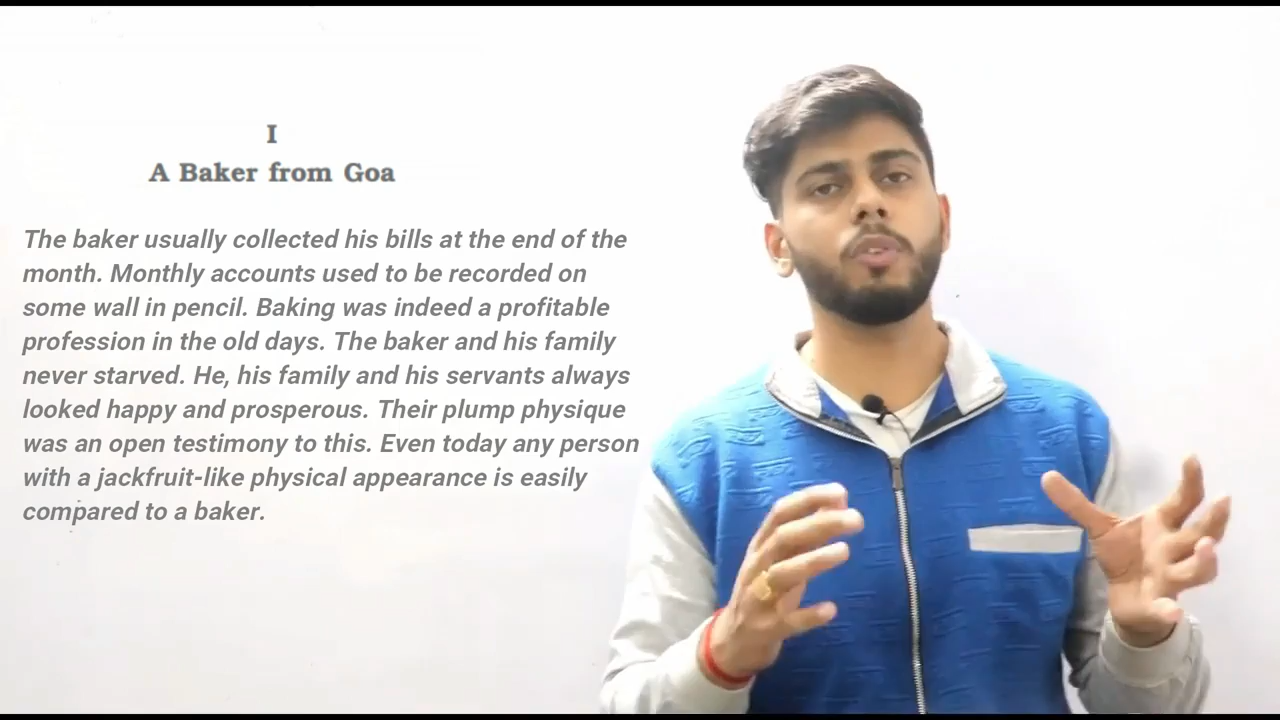 I
A Baker from Goa
The baker usually collected his bills at the end of the
month. Monthly accounts used to be recorded on
some wall in pencil. Baking was indeed a profitable
profession in the old days. The baker and his family
never starved. He, his family and his servants always
looked happy and prosperous. Their plump physique
was an open testimony to this. Even today any person
with a jackfruit-like physical appearance is easily
compared to a baker.